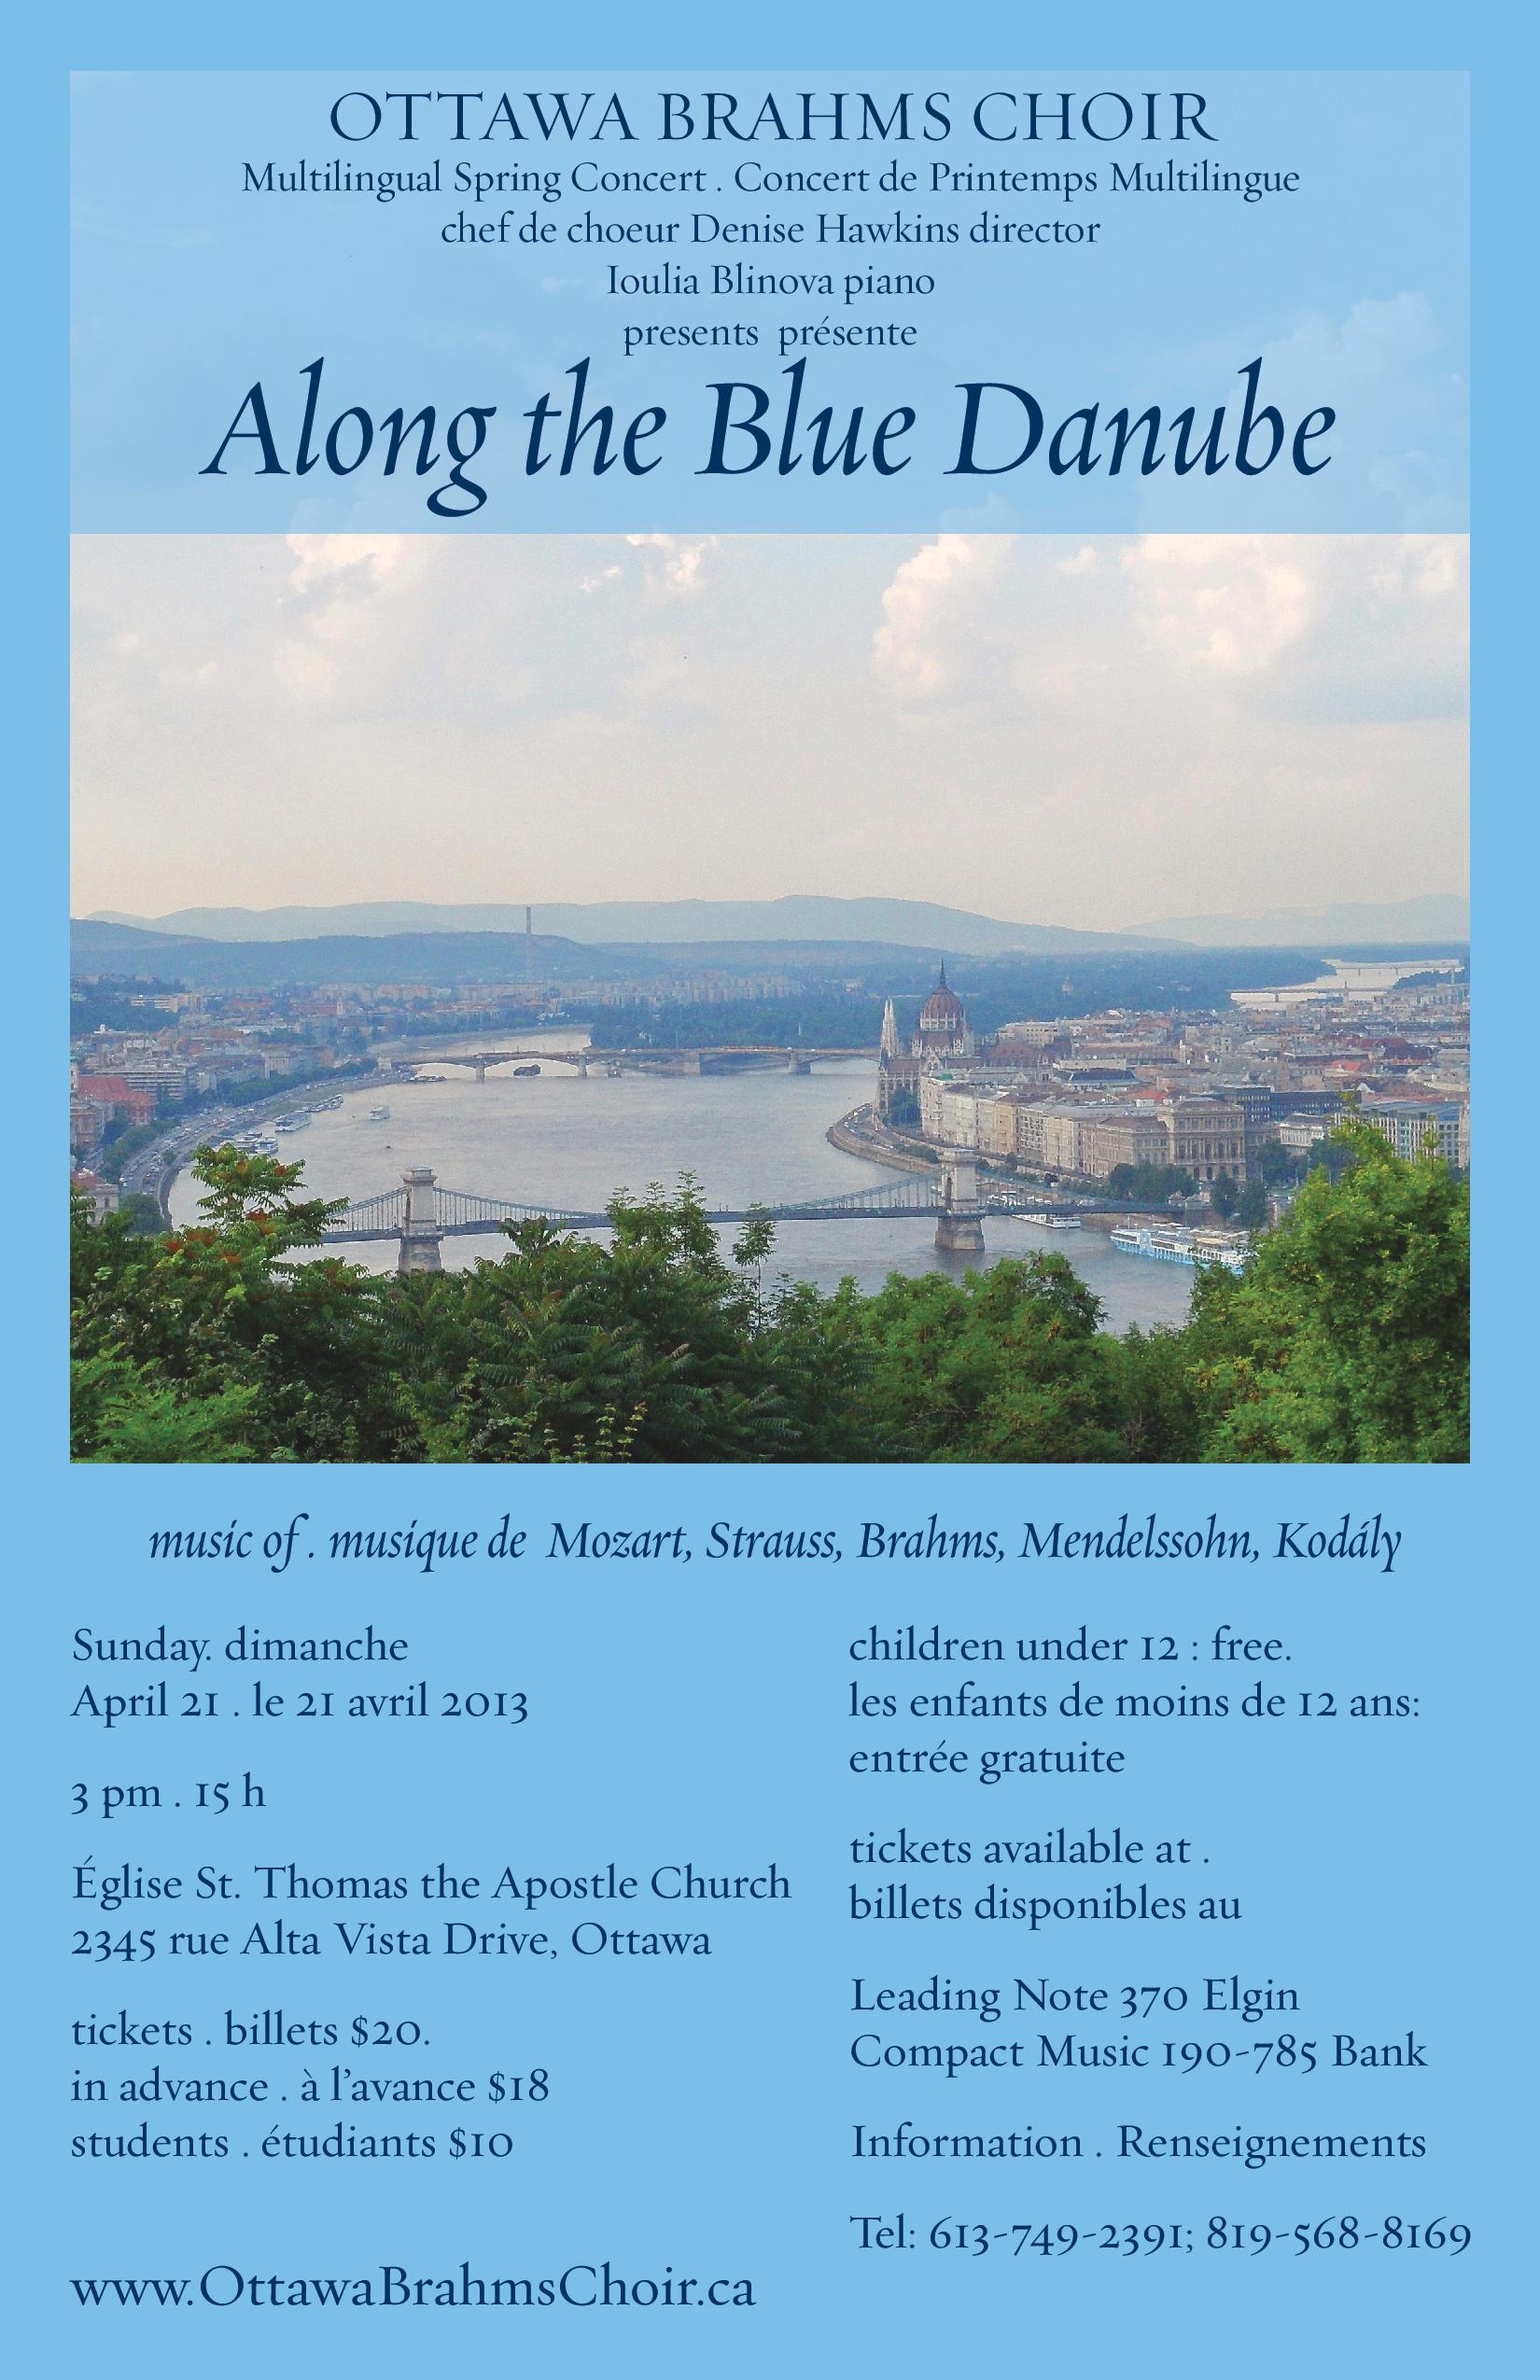 OTTAWA BRAHMS CHOIR
Multilingual Spring Concert . Concert de Printemps Multilingue
chef de choeur Denise Hawkins director
Ioulia Blinova piano
presents présente
Along the Blue Danube
music of . musique de Mozart, Strauss, Brahms, Mendelssohn, Kodály
Sunday. dimanche
April 21 . le 21 avril 2013
3 pm . 15 h
Église St. Thomas the Apostle Church
2345 rue Alta Vista Drive, Ottawa
tickets . billets $20.
in advance . à l’avance $18
students . étudiants $10
www.OttawaBrahmsChoir.ca
children under 12 : free.
les enfants de moins de 12 ans:
entrée gratuite
tickets available at .
billets disponibles au
Leading Note 370 Elgin
Compact Music 190-785 Bank
Information . Renseignements
Tel: 613-749-2391; 819-568-8169